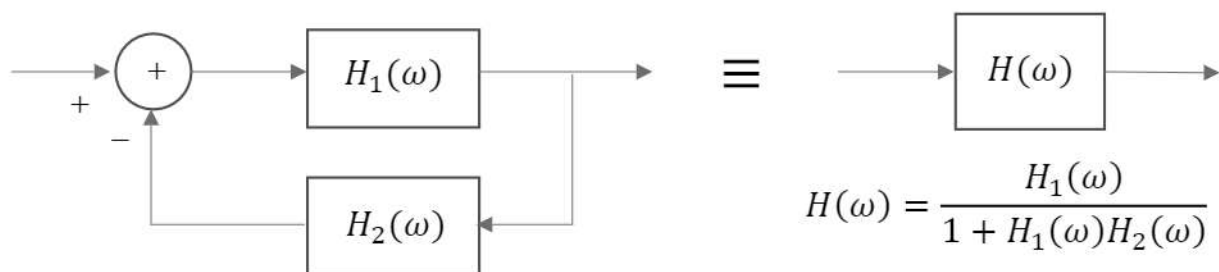 +
+
−
H₁(ω)
H₂(ω)
≡
H(ω)
H(ω) = H₁(ω) / (1 + H₁(ω)H₂(ω))